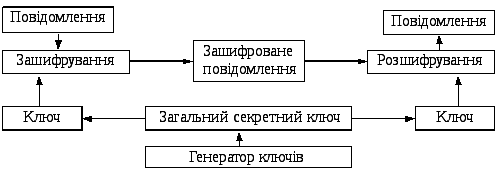 Повідомлення
Повідомлення
Зашифрування
Зашифроване
повідомлення
Розшифрування
Ключ
Загальний секретний ключ
Ключ
Генератор ключів